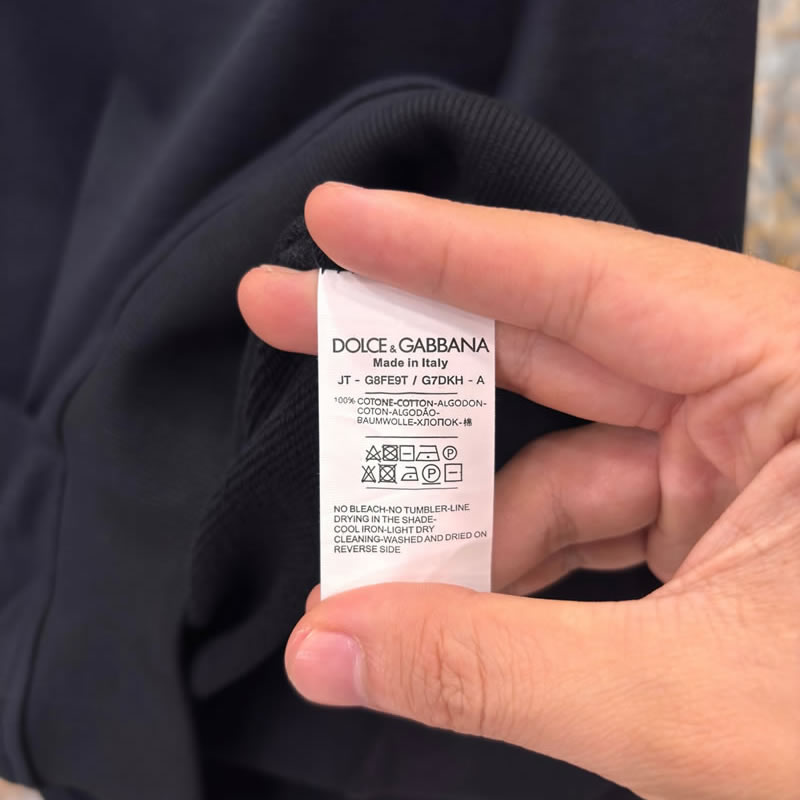 DOLCE & GABBANA
Made in Italy
JT - G8FE9T / G7DKH - A
100% COTONE-COTTON-ALGODON-
COTON-ALGODÃO-
BAUMWOLLE-ХЛОПОК-棉
P
P
NO BLEACH-NO TUMBLER-LINE
DRYING IN THE SHADE-
COOL IRON-LIGHT DRY
CLEANING-WASHED AND DRIED ON
REVERSE SIDE